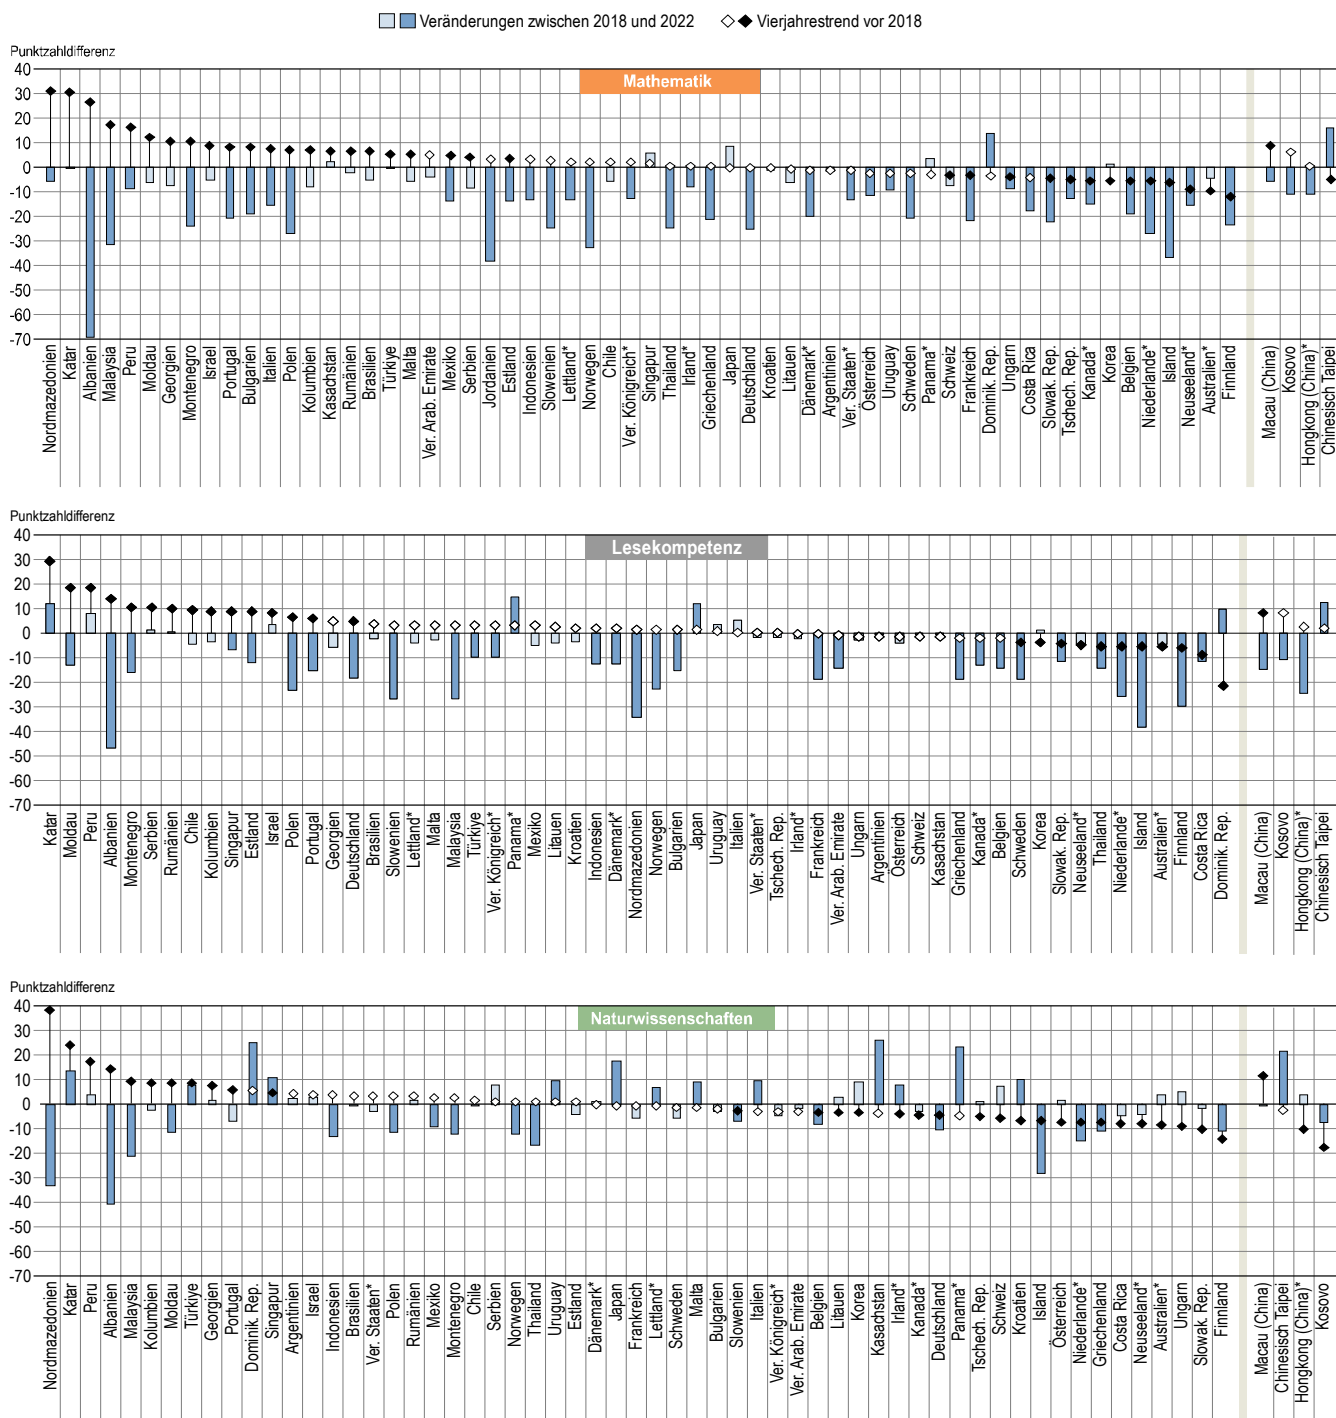 Veränderungen zwischen 2018 und 2022 Vierjahrestrend vor 2018
Punktzahldifferenz
Mathematik
40
30
20
10
0
-10
-20
-30
-40
-50
-60
-70
Nordmazedonien
Katar
Albanien
Malaysia
Peru
Moldau
Georgien
Montenegro
Israel
Portugal
Bulgarien
Italien
Polen
Kolumbien
Kasachstan
Rumänien
Brasilien
Türkiye
Malta
Ver. Arab. Emirate
Mexiko
Serbien
Jordanien
Estland
Indonesien
Slowenien
Lettland*
Norwegen
Chile
Ver. Königreich*
Singapur
Thailand
Irland*
Griechenland
Japan
Deutschland
Kroatien
Litauen
Dänemark*
Argentinien
Ver. Staaten*
Österreich
Uruguay
Schweden
Panama*
Schweiz
Frankreich
Dominik. Rep.
Ungarn
Costa Rica
Slowak. Rep.
Tschech. Rep.
Kanada*
Korea
Belgien
Niederlande*
Island
Neuseeland*
Australien*
Finnland
Macau (China)
Kosovo
Hongkong (China)*
Chinesisch Taipei
Punktzahldifferenz
Lesekompetenz
40
30
20
10
0
-10
-20
-30
-40
-50
-60
-70
Katar
Moldau
Peru
Albanien
Montenegro
Serbien
Rumänien
Chile
Kolumbien
Singapur
Estland
Israel
Polen
Portugal
Georgien
Deutschland
Brasilien
Slowenien
Lettland*
Malta
Malaysia
Türkiye
Ver. Königreich*
Panama*
Mexiko
Litauen
Kroatien
Indonesien
Dänemark*
Nordmazedonien
Norwegen
Bulgarien
Japan
Uruguay
Italien
Ver. Staaten*
Tschech. Rep.
Irland*
Frankreich
Ver. Arab. Emirate
Ungarn
Argentinien
Österreich
Schweiz
Kasachstan
Griechenland
Kanada*
Belgien
Schweden
Korea
Slowak. Rep.
Neuseeland*
Thailand
Niederlande*
Island
Australien*
Finnland
Costa Rica
Dominik. Rep.
Macau (China)
Kosovo
Hongkong (China)*
Chinesisch Taipei
Punktzahldifferenz
Naturwissenschaften
40
30
20
10
0
-10
-20
-30
-40
-50
-60
-70
Nordmazedonien
Katar
Peru
Albanien
Malaysia
Kolumbien
Moldau
Türkiye
Georgien
Portugal
Dominik. Rep.
Singapur
Argentinien
Israel
Indonesien
Brasilien
Ver. Staaten*
Polen
Rumänien
Mexiko
Montenegro
Chile
Serbien
Norwegen
Thailand
Uruguay
Estland
Dänemark*
Japan
Frankreich
Lettland*
Schweden
Malta
Bulgarien
Slowenien
Italien
Ver. Königreich*
Ver. Arab. Emirate
Belgien
Litauen
Korea
Kasachstan
Irland*
Kanada*
Deutschland
Panama*
Tschech. Rep.
Schweiz
Kroatien
Island
Österreich
Niederlande*
Griechenland
Costa Rica
Neuseeland*
Australien*
Ungarn
Slowak. Rep.
Finnland
Macau (China)
Chinesisch Taipei
Hongkong (China)*
Kosovo